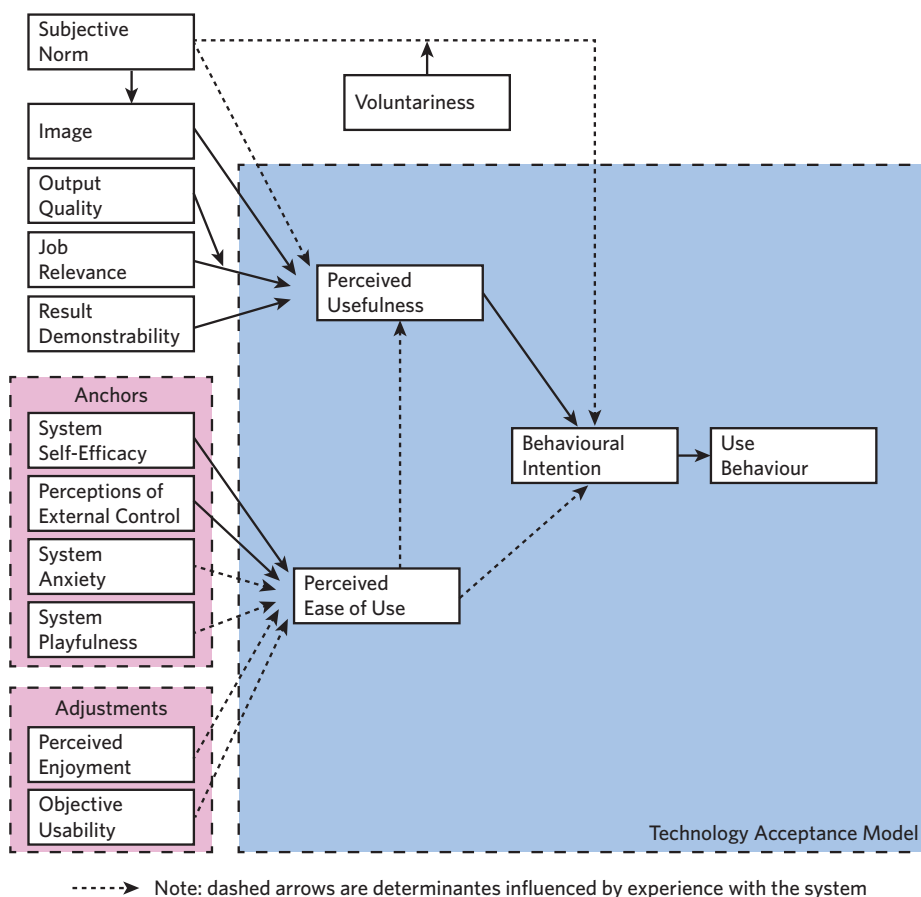 Subjective
Norm
Voluntariness
Image
Output
Quality
Job
Relevance
Result
Demonstrability
Perceived
Usefulness
Anchors
System
Self-Efficacy
Perceptions of
External Control
System
Anxiety
System
Playfulness
Behavioural
Intention
Use
Behaviour
Perceived
Ease of Use
Adjustments
Perceived
Enjoyment
Objective
Usability
Technology Acceptance Model
Note: dashed arrows are determinantes influenced by experience with the system